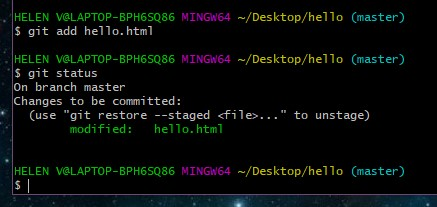 HELEN V@LAPTOP-BPH6SQ86 MINGW64 ~/Desktop/hello (master)
$ git add hello.html
HELEN V@LAPTOP-BPH6SQ86 MINGW64 ~/Desktop/hello (master)
$ git status
On branch master
Changes to be committed:
(use "git restore --staged <file>..." to unstage)
modified: hello.html
HELEN V@LAPTOP-BPH6SQ86 MINGW64 ~/Desktop/hello (master)
$